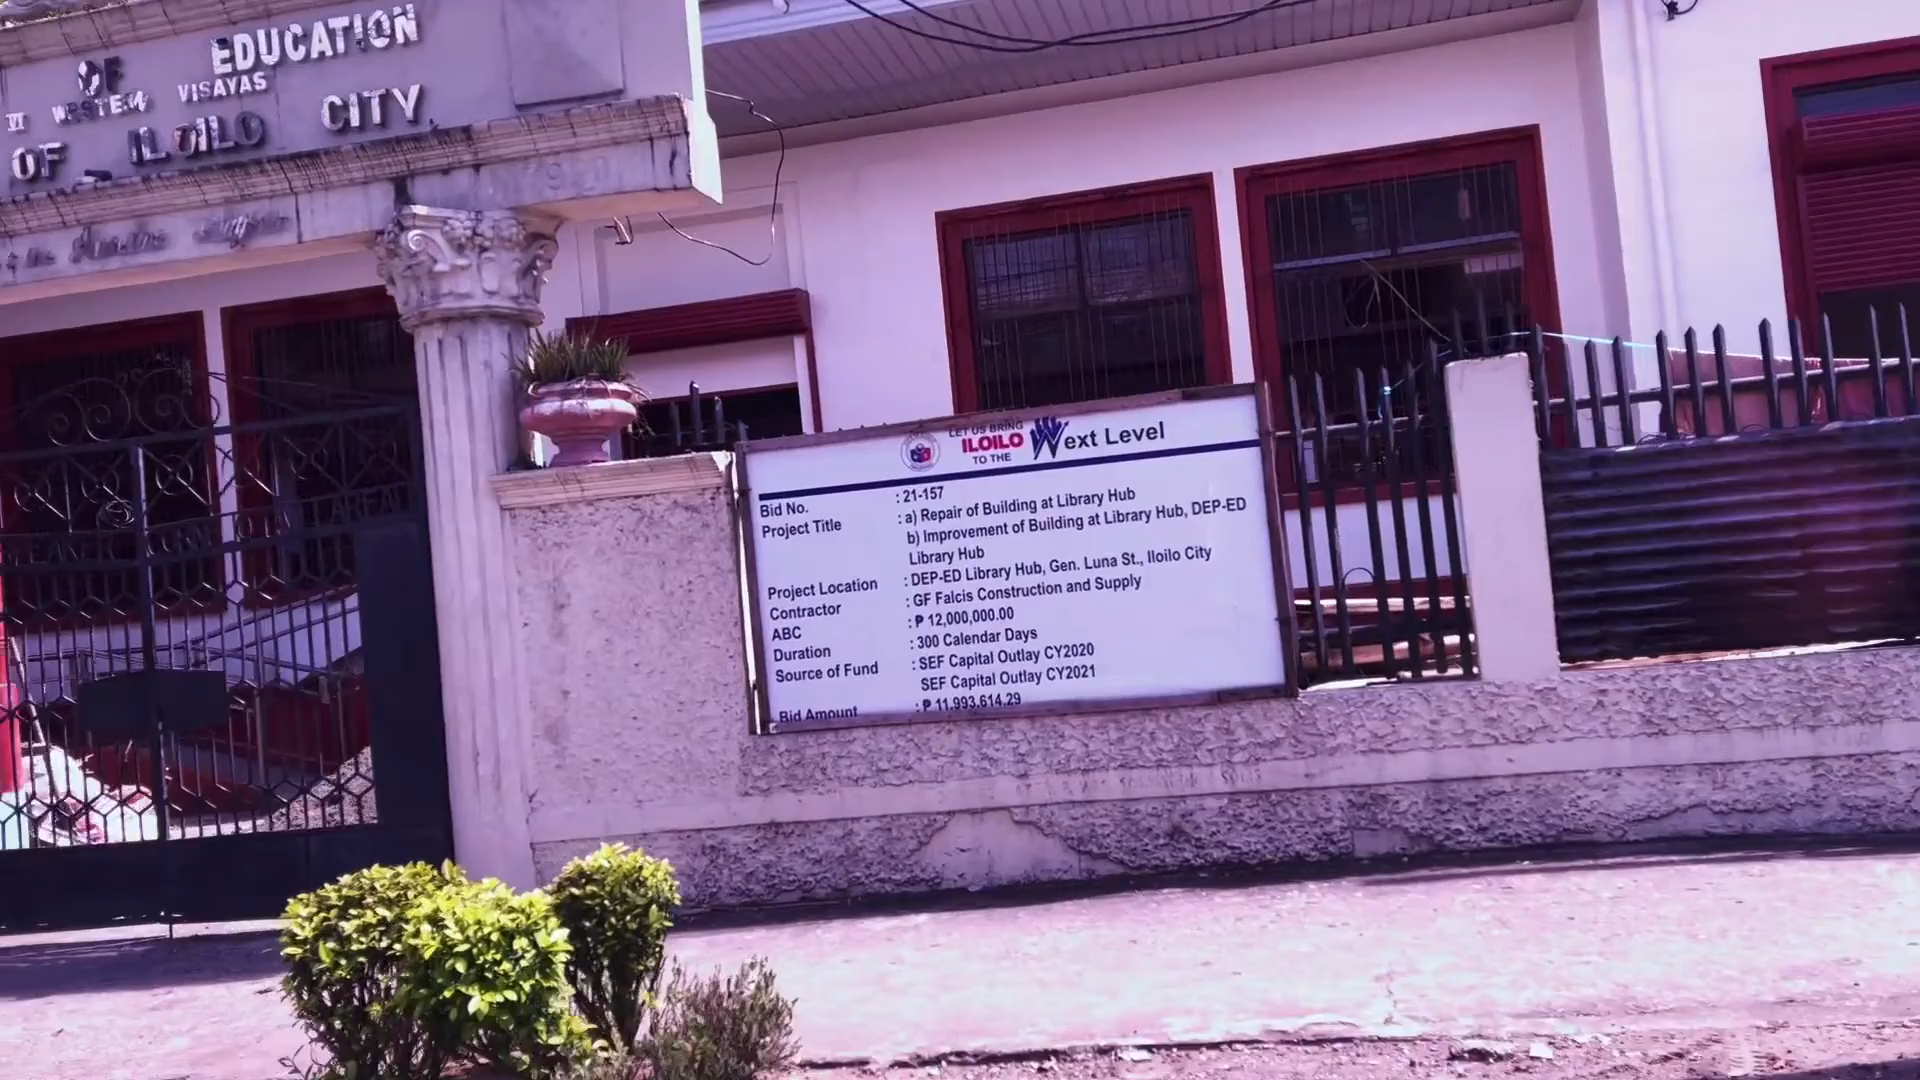 OF EDUCATION
VI WESTERN VISAYAS
OF ILOILO CITY
LET US BRING
ILOILO
TO THE
Next Level
Bid No. : 21-157
Project Title : a) Repair of Building at Library Hub
b) Improvement of Building at Library Hub, DEP-ED
Library Hub
Project Location : DEP-ED Library Hub, Gen. Luna St., Iloilo City
Contractor : GF Falcis Construction and Supply
ABC : ₱ 12,000,000.00
Duration : 300 Calendar Days
Source of Fund : SEF Capital Outlay CY2020
SEF Capital Outlay CY2021
Bid Amount : ₱ 11,993,614.29